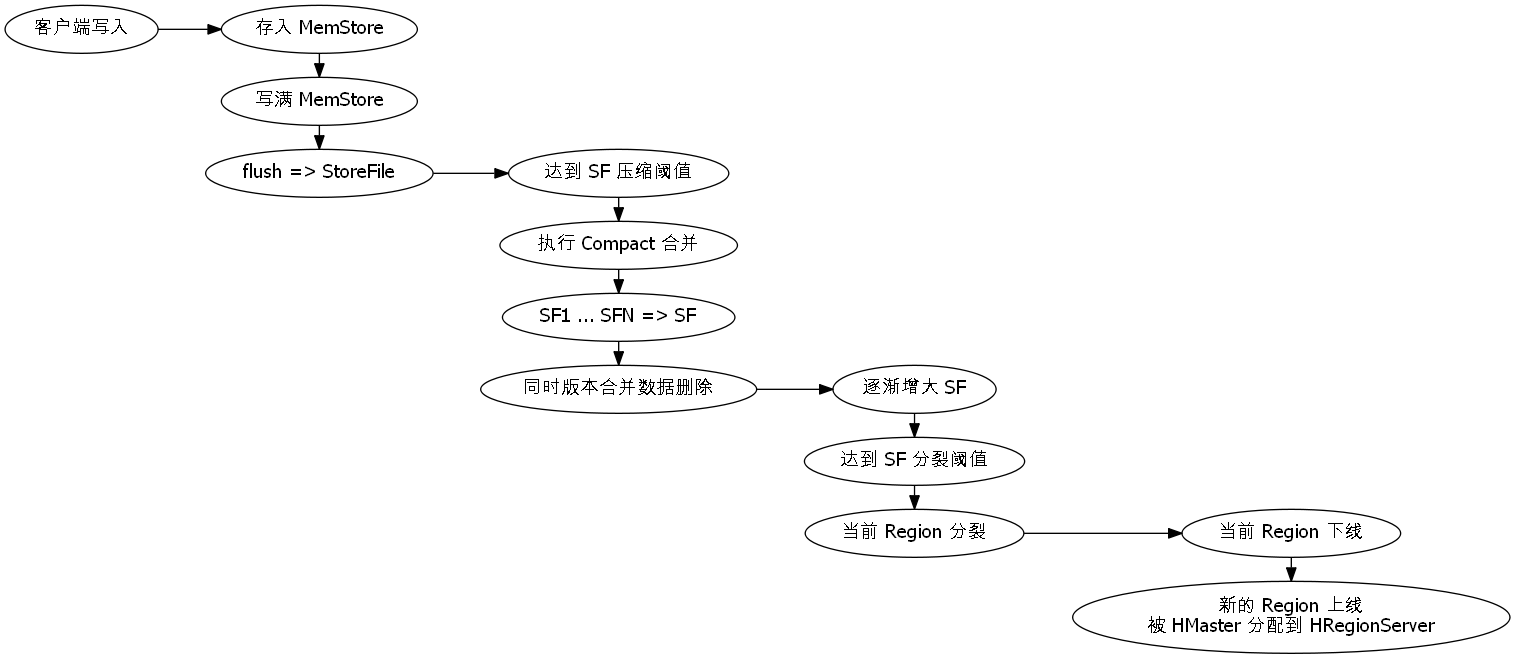 客户端写入
存入 MemStore
写满 MemStore
flush => StoreFile
达到 SF 压缩阈值
执行 Compact 合并
SF1 ... SFN => SF
同时版本合并数据删除
逐渐增大 SF
达到 SF 分裂阈值
当前 Region 分裂
当前 Region 下线
新的 Region 上线
被 HMaster 分配到 HRegionServer